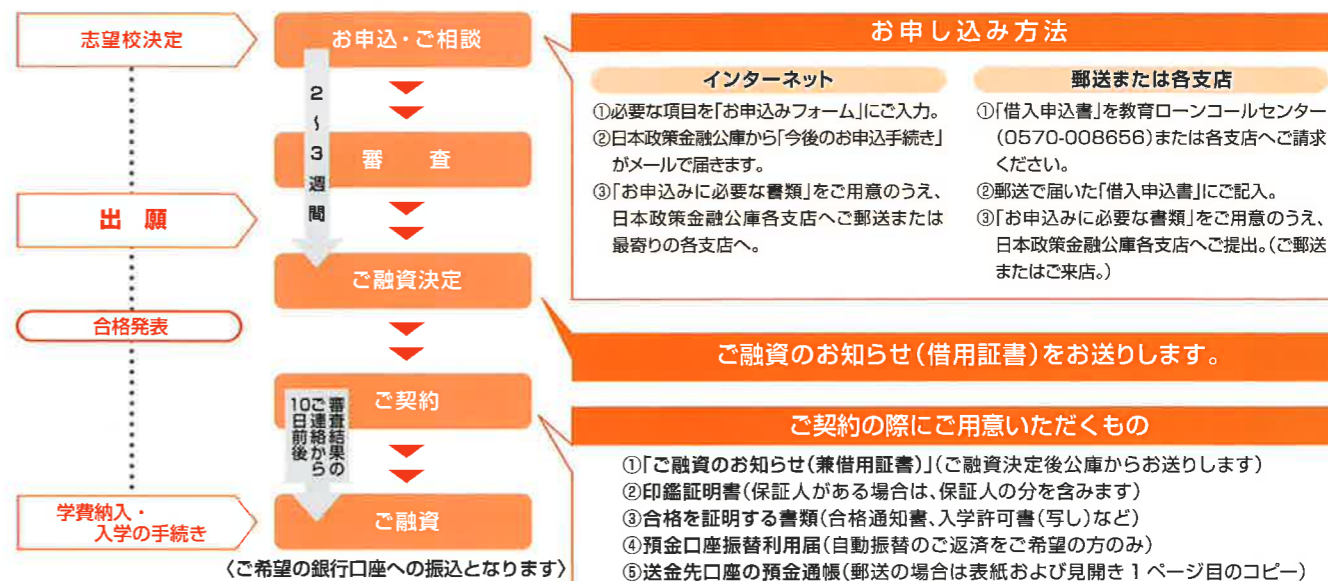 志望校決定
出 願
合格発表
学費納入・
入学の手続き
お申込・ご相談
2〜3週間
審 査
ご融資決定
ご契約
審査結果の
ご連絡から
10日前後
ご融資
〈ご希望の銀行口座への振込となります〉
お申し込み方法
インターネット
①必要な項目を「お申込みフォーム」にご入力。
②日本政策金融公庫から「今後のお申込手続き」
がメールで届きます。
③「お申込みに必要な書類」をご用意のうえ、
日本政策金融公庫各支店へご郵送または
最寄りの各支店へ。
郵送または各支店
①「借入申込書」を教育ローンコールセンター
(0570-008656)または各支店へご請求
ください。
②郵送で届いた「借入申込書」にご記入。
③「お申込みに必要な書類」をご用意のうえ、
日本政策金融公庫各支店へご提出。(ご郵送
またはご来店。)
ご融資のお知らせ(借用証書)をお送りします。
ご契約の際にご用意いただくもの
①「ご融資のお知らせ(兼借用証書)」(ご融資決定後公庫からお送りします)
②印鑑証明書(保証人がある場合は、保証人の分を含みます)
③合格を証明する書類(合格通知書、入学許可書(写し)など)
④預金口座振替利用届(自動振替のご返済をご希望の方のみ)
⑤送金先口座の預金通帳(郵送の場合は表紙および見開き1ページ目のコピー)